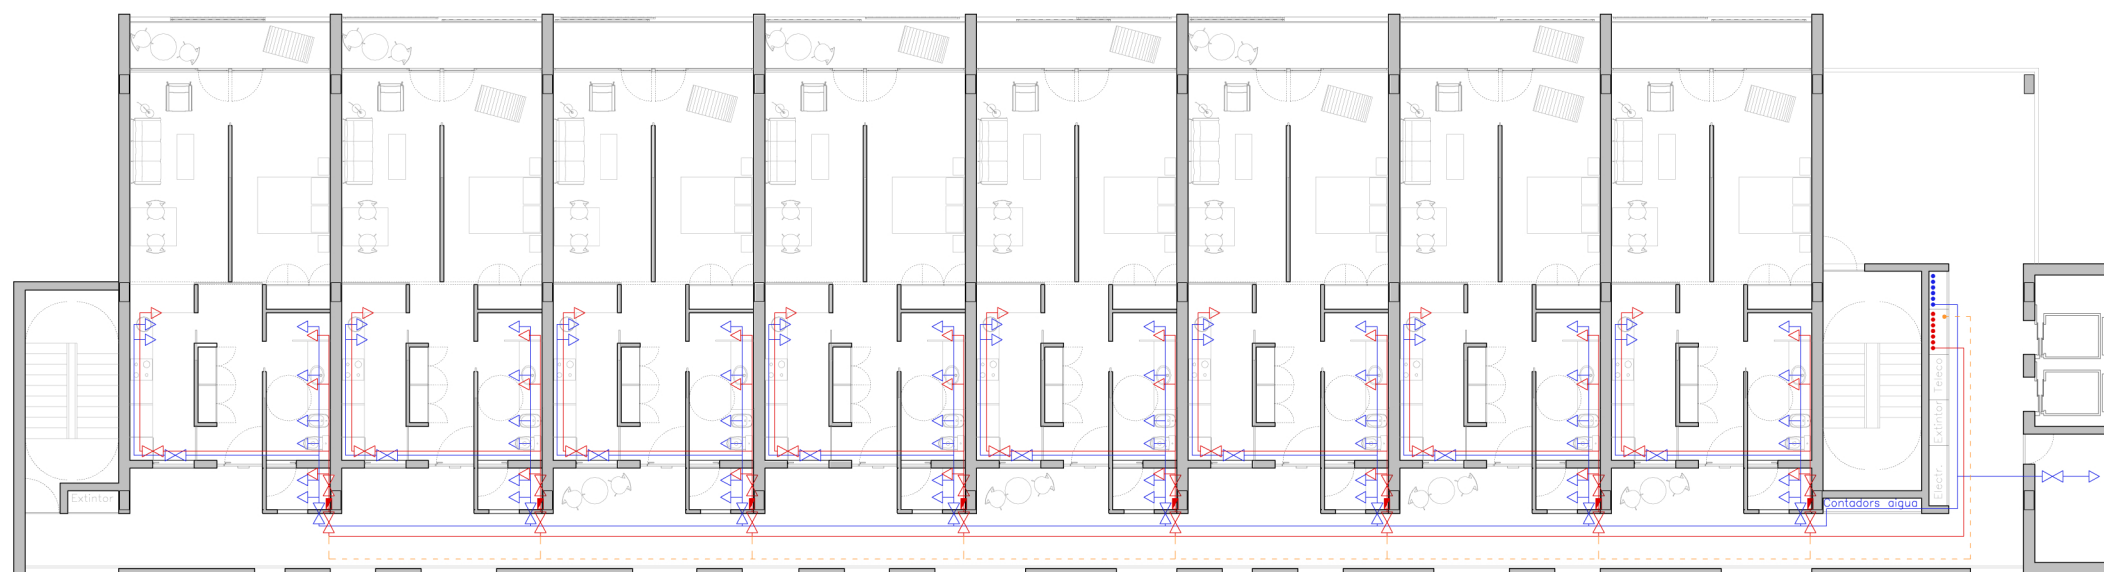 Extintor
Contadors aigua
Electr.
Extintor
Teleco